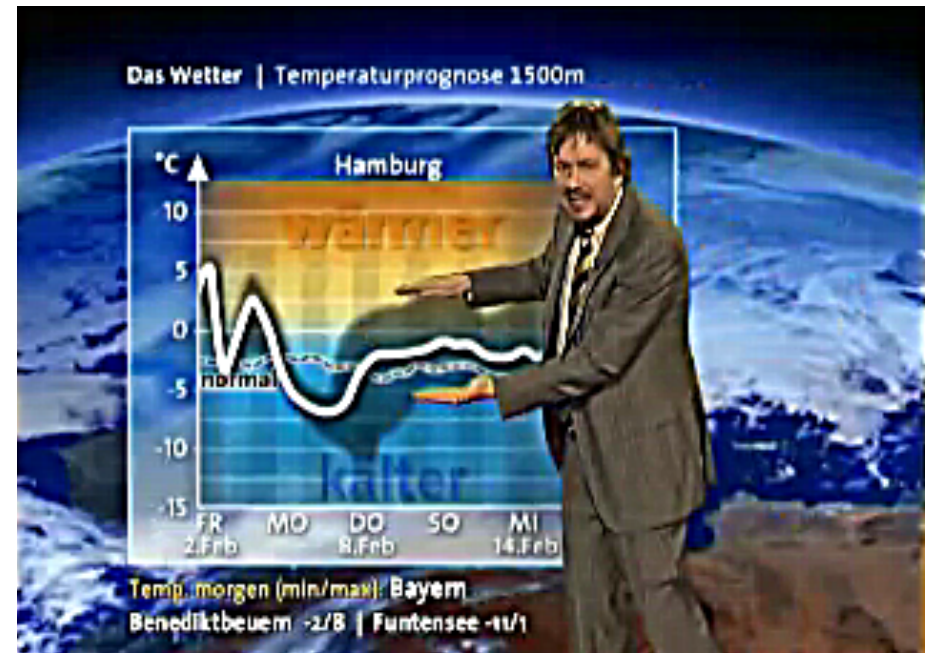 Das Wetter | Temperaturprognose 1500m
°C
Hamburg
wärmer
10
5
0
normal
-5
-10
kälter
-15
FR MO DO SO MI
2.Feb 8.Feb 14.Feb
Temp. morgen (min/max): Bayern
Benediktbeuern -2/8 | Funtensee -11/1